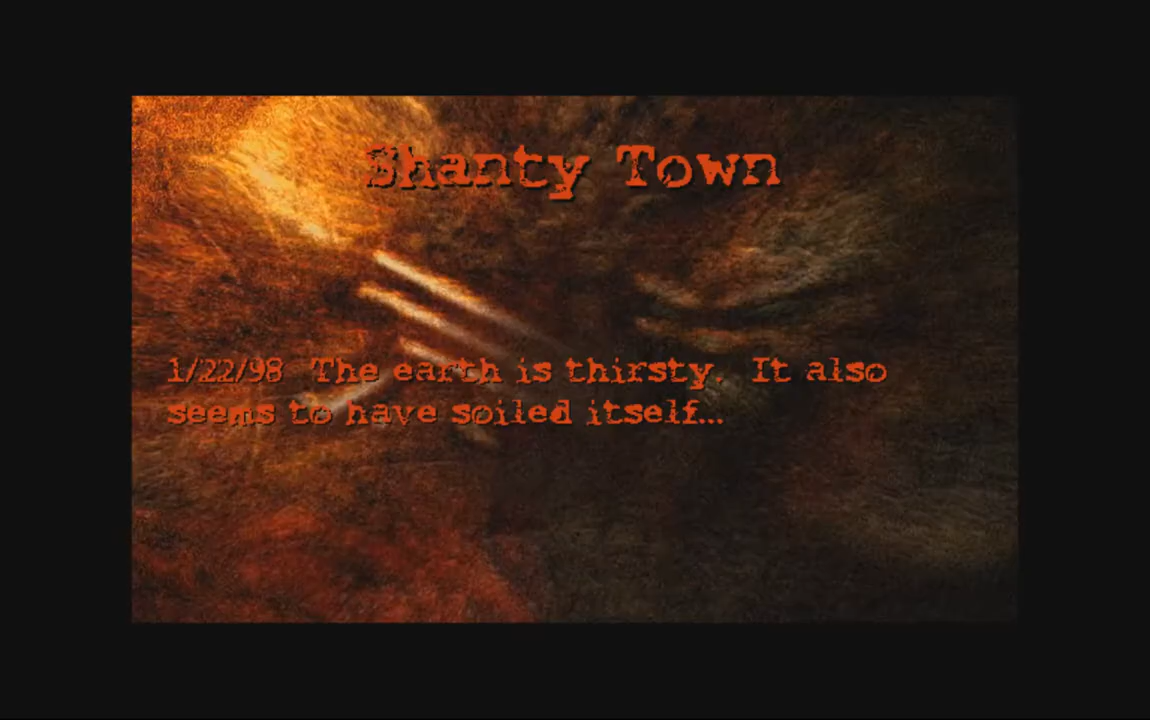 Shanty Town
1/22/98  The earth is thirsty.  It also
seems to have soiled itself...